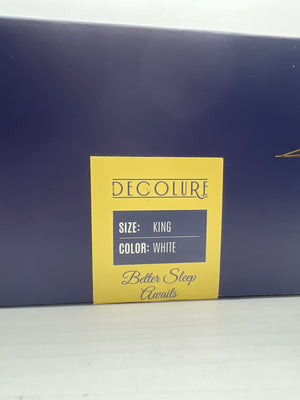 DECOLURE
SIZE: KING
COLOR: WHITE
Better Sleep
Awaits